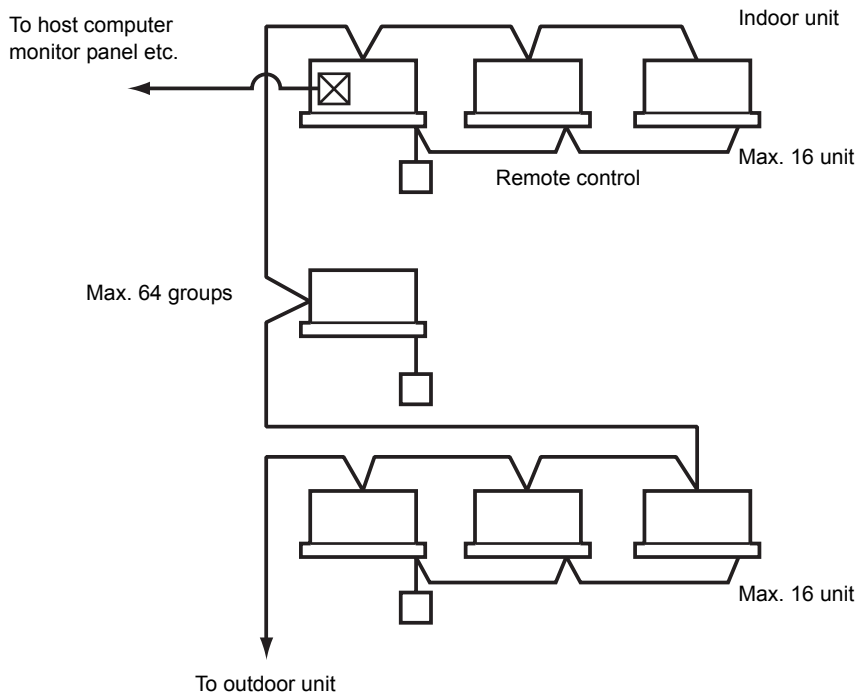 To host computer
monitor panel etc.
Indoor unit
Max. 16 unit
Remote control
Max. 64 groups
Max. 16 unit
To outdoor unit